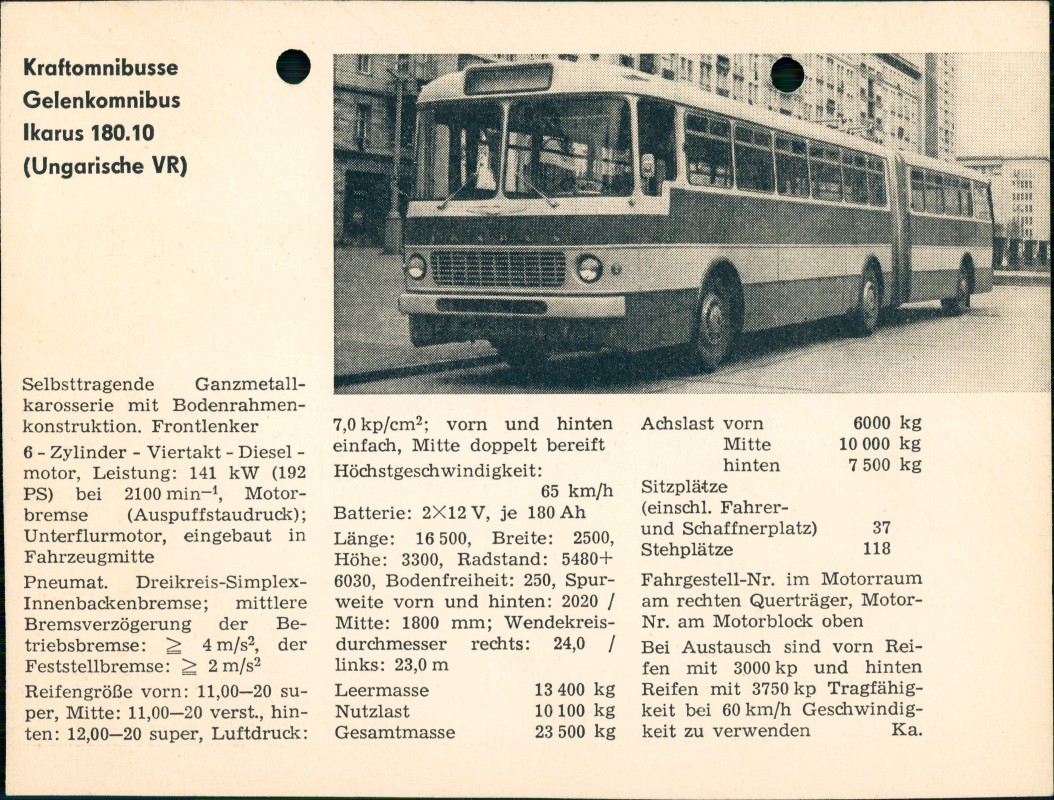 Kraftomnibusse
Gelenkomnibus
Ikarus 180.10
(Ungarische VR)
Selbsttragende Ganzmetall-
karosserie mit Bodenrahmen-
konstruktion. Frontlenker
6 - Zylinder - Viertakt - Diesel -
motor, Leistung: 141 kW (192
PS) bei 2100 min⁻¹, Motor-
bremse (Auspuffstaudruck);
Unterflurmotor, eingebaut in
Fahrzeugmitte
Pneumat. Dreikreis-Simplex-
Innenbackenbremse; mittlere
Bremsverzögerung der Be-
triebsbremse: ≧ 4 m/s², der
Feststellbremse: ≧ 2 m/s²
Reifengröße vorn: 11,00—20 su-
per, Mitte: 11,00—20 verst., hin-
ten: 12,00—20 super, Luftdruck:
7,0 kp/cm²; vorn und hinten
einfach, Mitte doppelt bereift
Höchstgeschwindigkeit:
65 km/h
Batterie: 2×12 V, je 180 Ah
Länge: 16 500, Breite: 2500,
Höhe: 3300, Radstand: 5480+
6030, Bodenfreiheit: 250, Spur-
weite vorn und hinten: 2020 /
Mitte: 1800 mm; Wendekreis-
durchmesser rechts: 24,0 /
links: 23,0 m
Leermasse 13 400 kg
Nutzlast 10 100 kg
Gesamtmasse 23 500 kg
Achslast vorn 6000 kg
Mitte 10 000 kg
hinten 7 500 kg
Sitzplätze
(einschl. Fahrer-
und Schaffnerplatz) 37
Stehplätze 118
Fahrgestell-Nr. im Motorraum
am rechten Querträger, Motor-
Nr. am Motorblock oben
Bei Austausch sind vorn Rei-
fen mit 3000 kp und hinten
Reifen mit 3750 kp Tragfähig-
keit bei 60 km/h Geschwindig-
keit zu verwenden Ka.